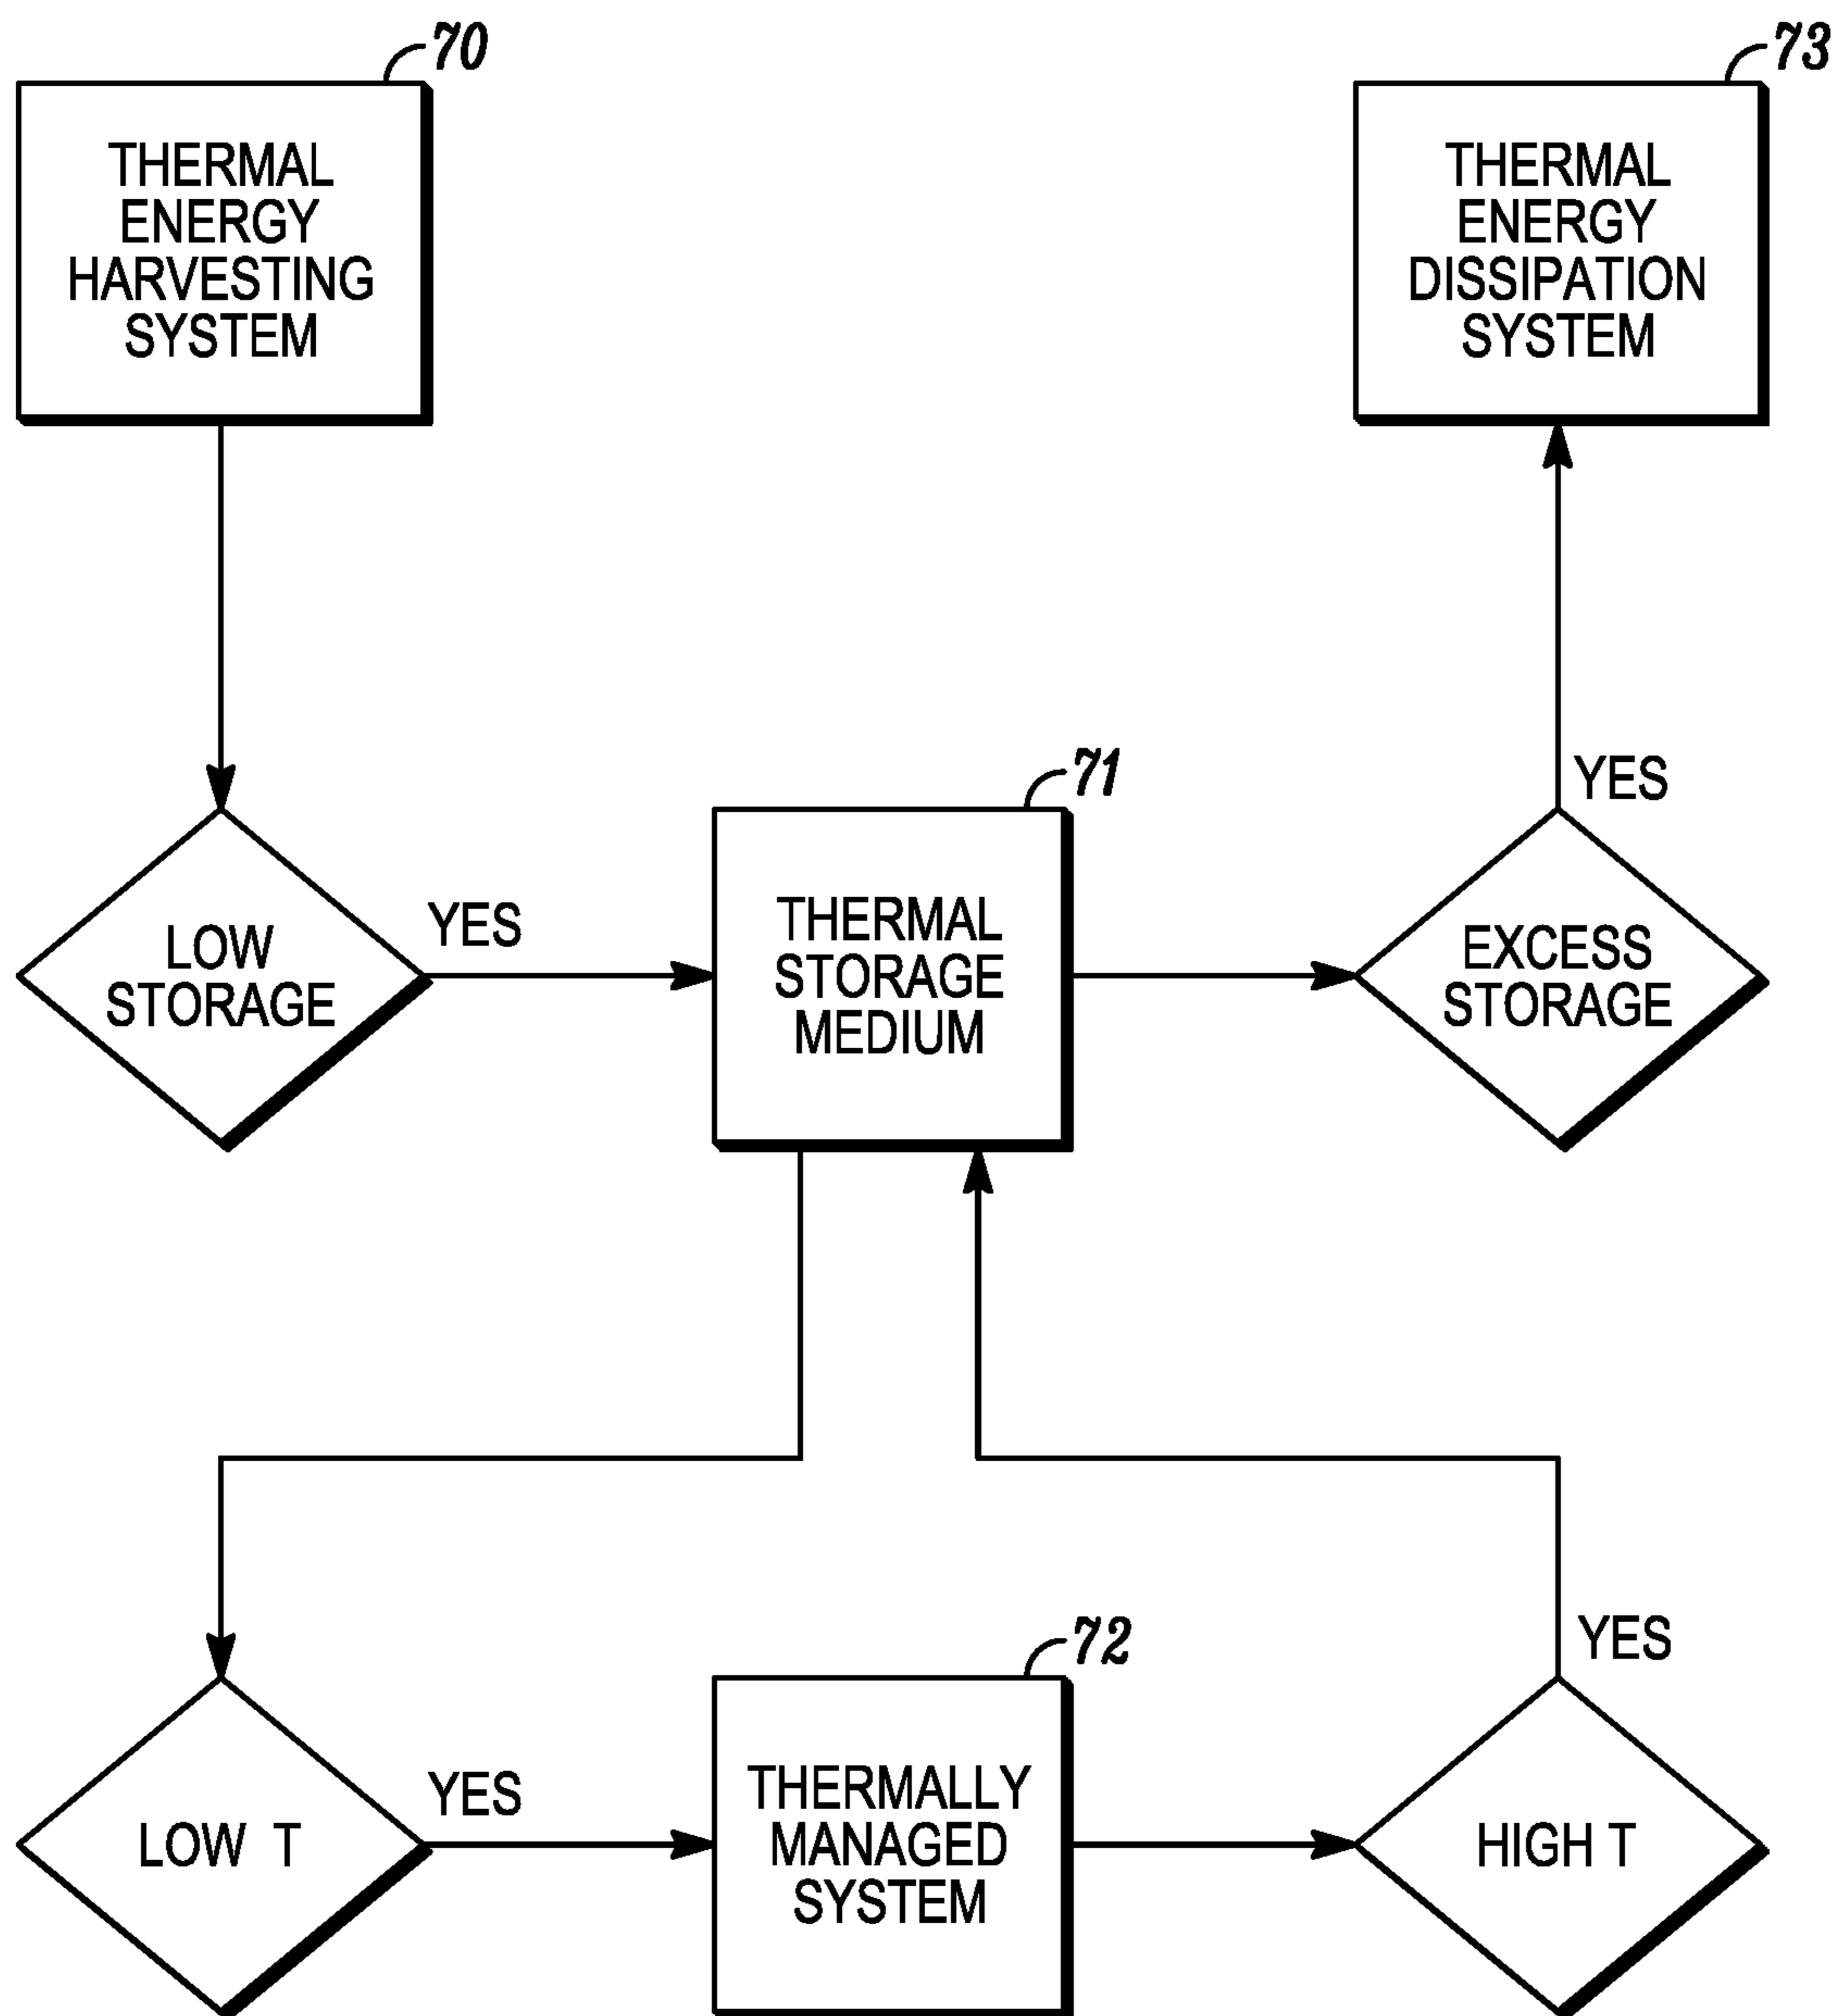 70
THERMAL
ENERGY
HARVESTING
SYSTEM
73
THERMAL
ENERGY
DISSIPATION
SYSTEM
LOW
STORAGE
YES
71
THERMAL
STORAGE
MEDIUM
YES
EXCESS
STORAGE
LOW T
YES
72
THERMALLY
MANAGED
SYSTEM
YES
HIGH T